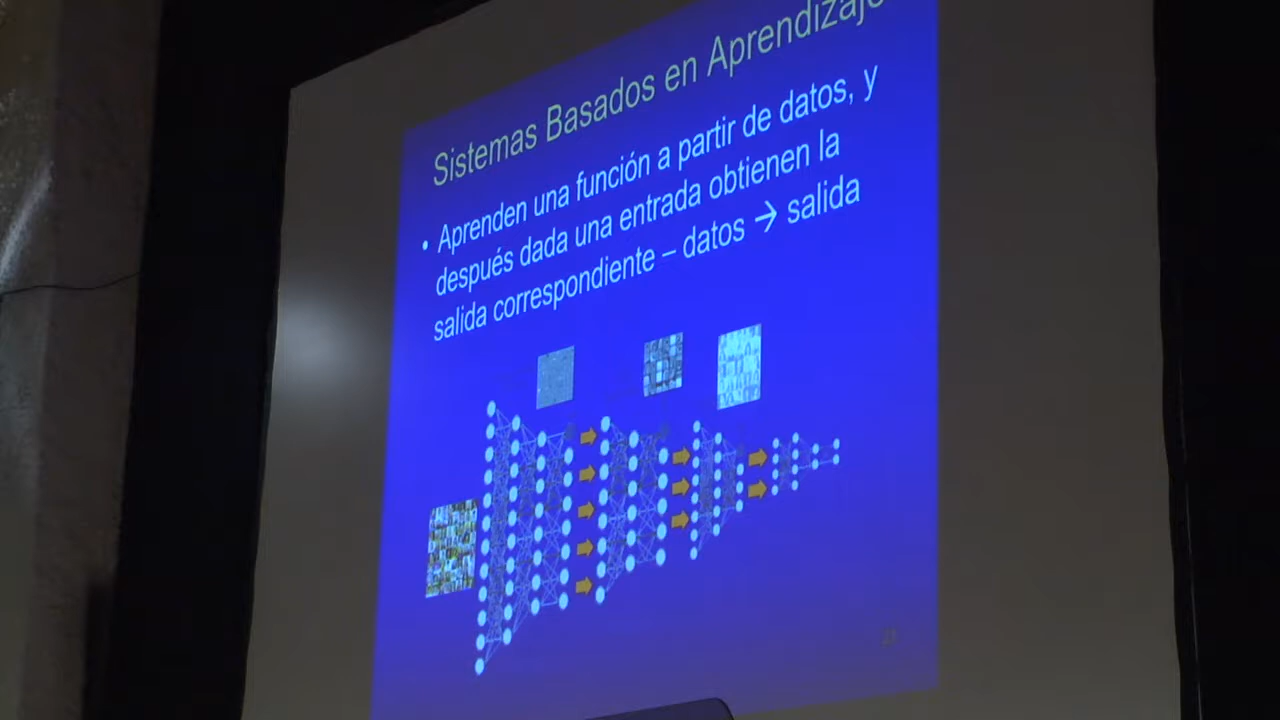 Sistemas Basados en Aprendizaje
• Aprenden una función a partir de datos, y
después dada una entrada obtienen la
salida correspondiente – datos → salida